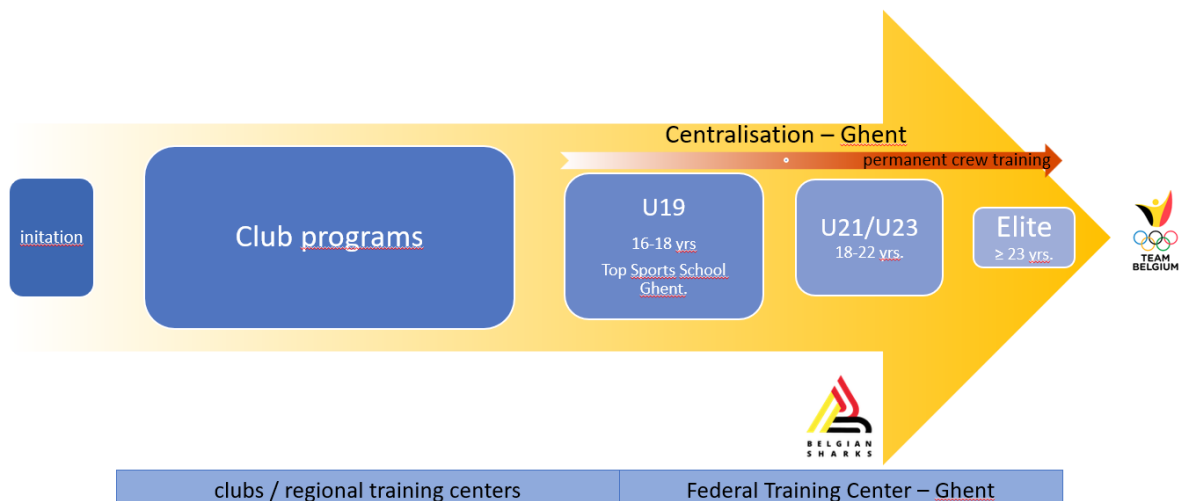 Centralisation – Ghent
permanent crew training
initation
Club programs
U19
16-18 yrs
Top Sports School
Ghent.
U21/U23
18-22 yrs.
Elite
≥ 23 yrs.
TEAM
BELGIUM
BELGIAN
SHARKS
clubs / regional training centers
Federal Training Center – Ghent